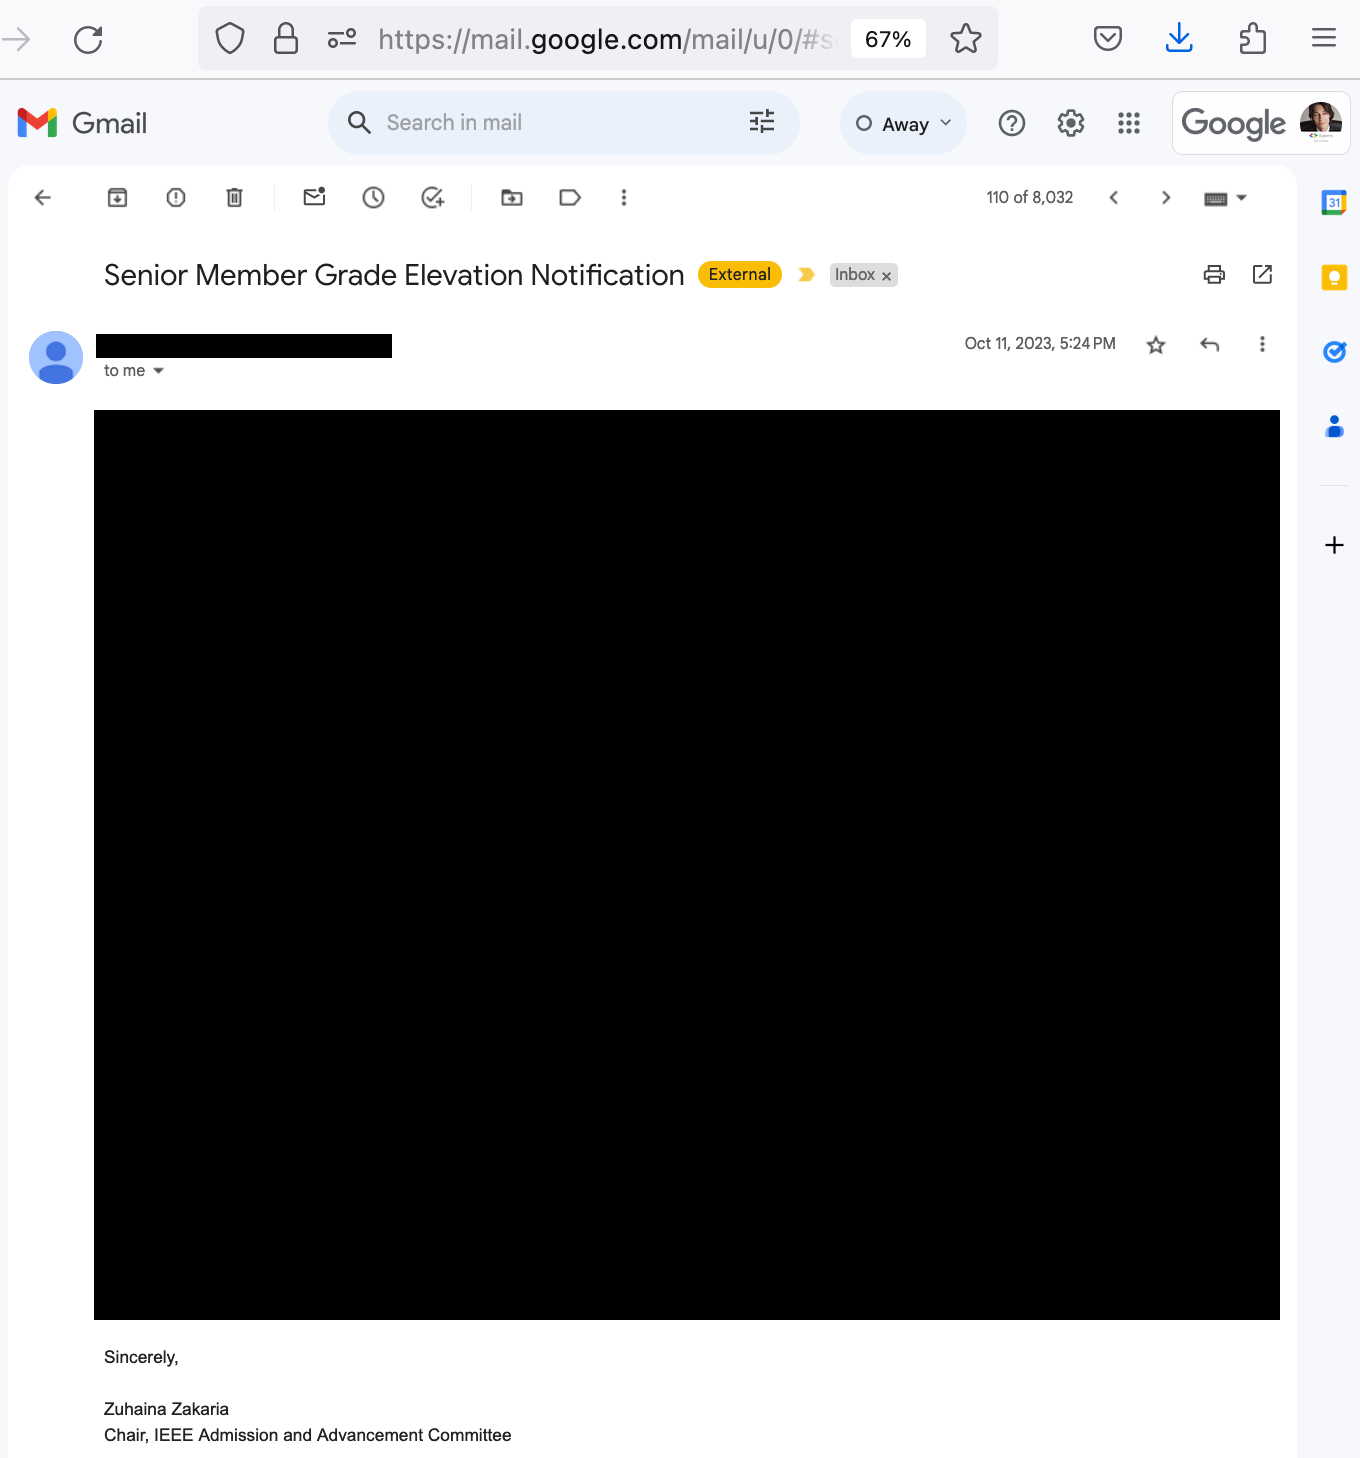 https://mail.google.com/mail/u/0/#s
67%
Gmail
Search in mail
Away
Google
110 of 8,032
31
Senior Member Grade Elevation Notification
External
Inbox x
Oct 11, 2023, 5:24 PM
to me
Sincerely,
Zuhaina Zakaria
Chair, IEEE Admission and Advancement Committee